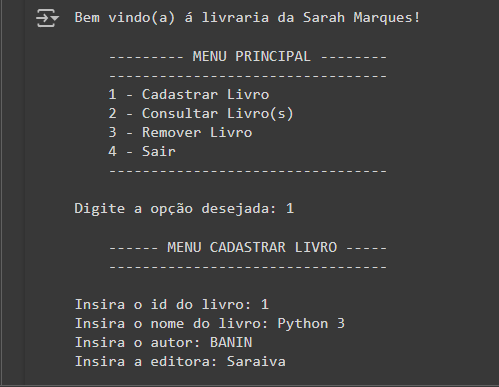 Bem vindo(a) á livraria da Sarah Marques!
--------- MENU PRINCIPAL --------
---------------------------------
1 - Cadastrar Livro
2 - Consultar Livro(s)
3 - Remover Livro
4 - Sair
---------------------------------
Digite a opção desejada: 1
------ MENU CADASTRAR LIVRO -----
---------------------------------
Insira o id do livro: 1
Insira o nome do livro: Python 3
Insira o autor: BANIN
Insira a editora: Saraiva